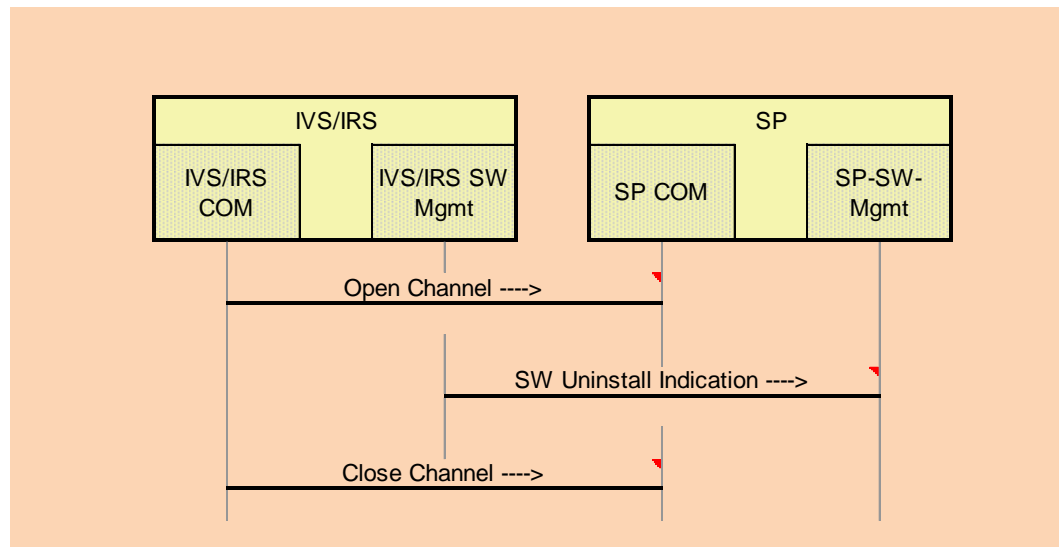 IVS/IRS
SP
IVS/IRS
COM
IVS/IRS SW
Mgmt
SP COM
SP-SW-
Mgmt
Open Channel ---->
SW Uninstall Indication ---->
Close Channel ---->